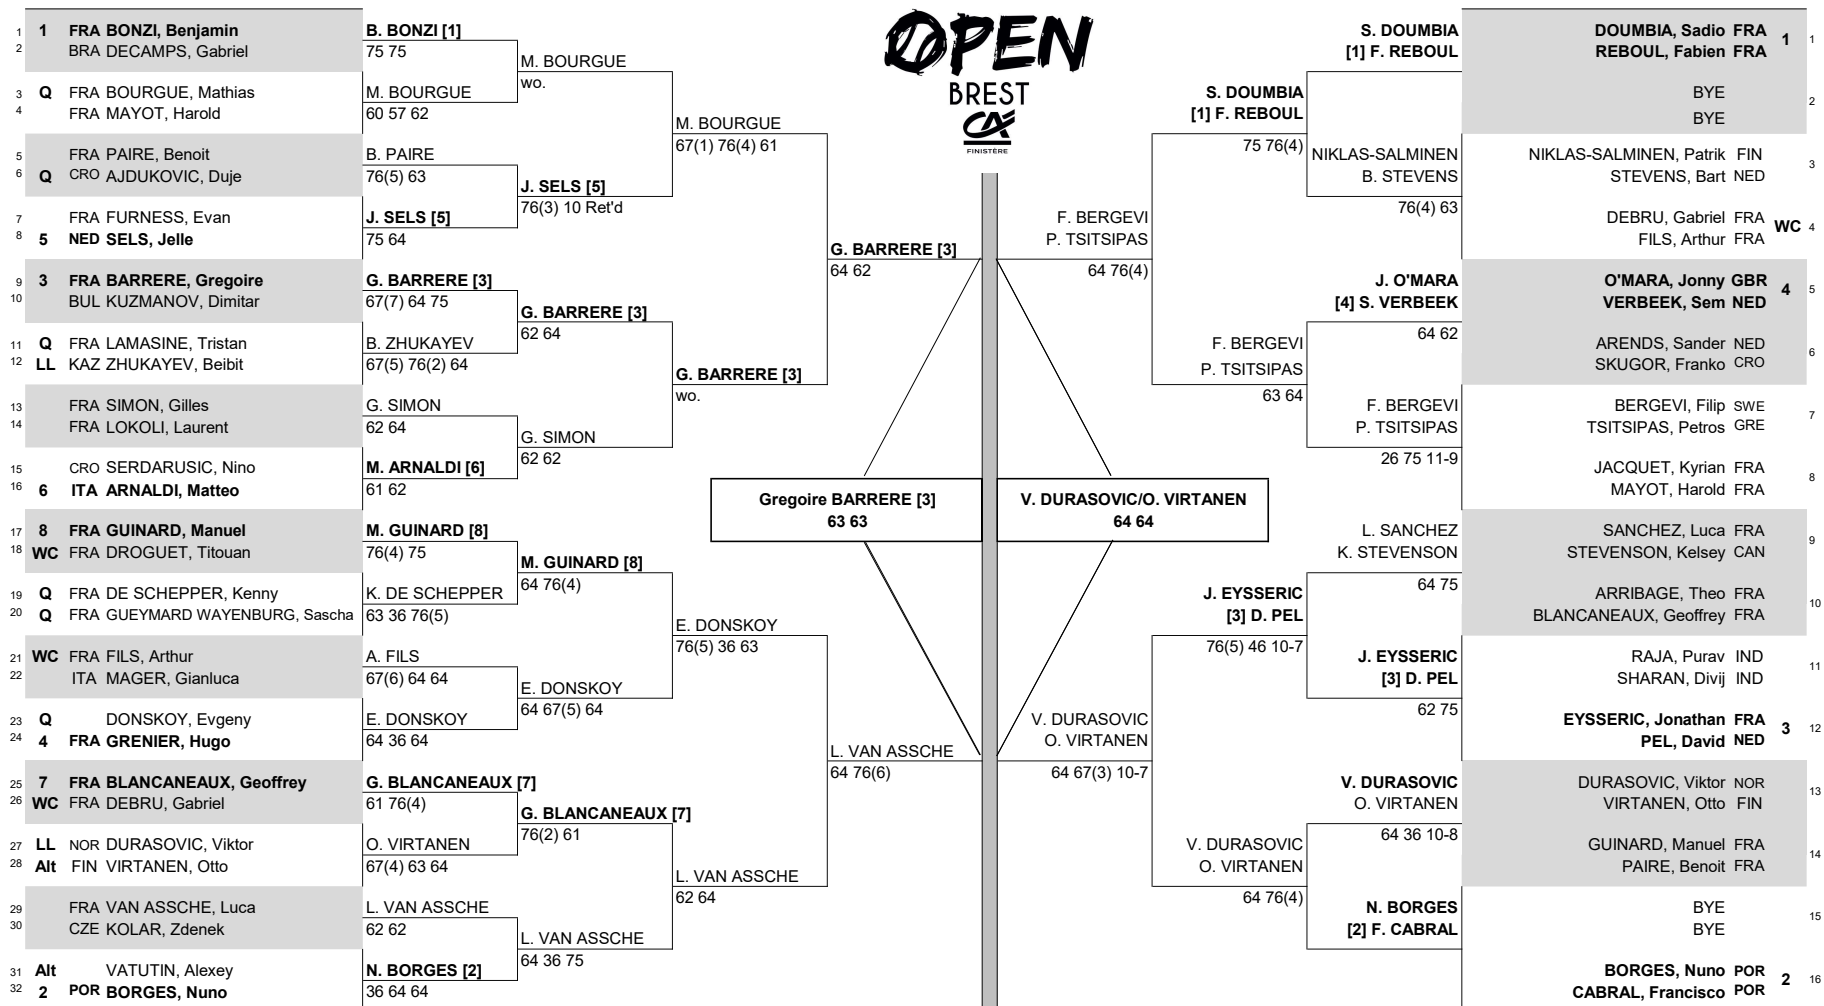 OPEN
BREST
CA
FINISTÈRE
1 1 FRA BONZI, Benjamin
2 BRA DECAMPS, Gabriel
3 Q FRA BOURGUE, Mathias
4 FRA MAYOT, Harold
5 FRA PAIRE, Benoit
6 Q CRO AJDUKOVIC, Duje
7 FRA FURNESS, Evan
8 5 NED SELS, Jelle
9 3 FRA BARRERE, Gregoire
10 BUL KUZMANOV, Dimitar
11 Q FRA LAMASINE, Tristan
12 LL KAZ ZHUKAYEV, Beibit
13 FRA SIMON, Gilles
14 FRA LOKOLI, Laurent
15 CRO SERDARUSIC, Nino
16 6 ITA ARNALDI, Matteo
17 8 FRA GUINARD, Manuel
18 WC FRA DROGUET, Titouan
19 Q FRA DE SCHEPPER, Kenny
20 Q FRA GUEYMARD WAYENBURG, Sascha
21 WC FRA FILS, Arthur
22 ITA MAGER, Gianluca
23 Q DONSKOY, Evgeny
24 4 FRA GRENIER, Hugo
25 7 FRA BLANCANEAUX, Geoffrey
26 WC FRA DEBRU, Gabriel
27 LL NOR DURASOVIC, Viktor
28 Alt FIN VIRTANEN, Otto
29 FRA VAN ASSCHE, Luca
30 CZE KOLAR, Zdenek
31 Alt VATUTIN, Alexey
32 2 POR BORGES, Nuno
B. BONZI [1]
75 75
M. BOURGUE
60 57 62
B. PAIRE
76(5) 63
J. SELS [5]
75 64
G. BARRERE [3]
67(7) 64 75
B. ZHUKAYEV
67(5) 76(2) 64
G. SIMON
62 64
M. ARNALDI [6]
61 62
M. GUINARD [8]
76(4) 75
K. DE SCHEPPER
63 36 76(5)
A. FILS
67(6) 64 64
E. DONSKOY
64 36 64
G. BLANCANEAUX [7]
61 76(4)
O. VIRTANEN
67(4) 63 64
L. VAN ASSCHE
62 62
N. BORGES [2]
36 64 64
M. BOURGUE
wo.
J. SELS [5]
76(3) 10 Ret'd
G. BARRERE [3]
62 64
G. SIMON
62 62
M. GUINARD [8]
64 76(4)
E. DONSKOY
64 67(5) 64
G. BLANCANEAUX [7]
76(2) 61
L. VAN ASSCHE
64 36 75
M. BOURGUE
67(1) 76(4) 61
G. BARRERE [3]
wo.
E. DONSKOY
76(5) 36 63
L. VAN ASSCHE
62 64
G. BARRERE [3]
64 62
L. VAN ASSCHE
64 76(6)
Gregoire BARRERE [3]
63 63
V. DURASOVIC/O. VIRTANEN
64 64
F. BERGEVI
P. TSITSIPAS
64 76(4)
V. DURASOVIC
O. VIRTANEN
64 67(3) 10-7
S. DOUMBIA
[1] F. REBOUL
75 76(4)
F. BERGEVI
P. TSITSIPAS
63 64
J. EYSSERIC
[3] D. PEL
76(5) 46 10-7
V. DURASOVIC
O. VIRTANEN
64 76(4)
S. DOUMBIA
[1] F. REBOUL
NIKLAS-SALMINEN
B. STEVENS
76(4) 63
J. O'MARA
[4] S. VERBEEK
64 62
F. BERGEVI
P. TSITSIPAS
26 75 11-9
L. SANCHEZ
K. STEVENSON
64 75
J. EYSSERIC
[3] D. PEL
62 75
V. DURASOVIC
O. VIRTANEN
64 36 10-8
N. BORGES
[2] F. CABRAL
DOUMBIA, Sadio FRA
REBOUL, Fabien FRA
1 1
BYE
BYE
2
NIKLAS-SALMINEN, Patrik FIN
STEVENS, Bart NED
3
DEBRU, Gabriel FRA
FILS, Arthur FRA
WC 4
O'MARA, Jonny GBR
VERBEEK, Sem NED
4 5
ARENDS, Sander NED
SKUGOR, Franko CRO
6
BERGEVI, Filip SWE
TSITSIPAS, Petros GRE
7
JACQUET, Kyrian FRA
MAYOT, Harold FRA
8
SANCHEZ, Luca FRA
STEVENSON, Kelsey CAN
9
ARRIBAGE, Theo FRA
BLANCANEAUX, Geoffrey FRA
10
RAJA, Purav IND
SHARAN, Divij IND
11
EYSSERIC, Jonathan FRA
PEL, David NED
3 12
DURASOVIC, Viktor NOR
VIRTANEN, Otto FIN
13
GUINARD, Manuel FRA
PAIRE, Benoit FRA
14
BYE
BYE
15
BORGES, Nuno POR
CABRAL, Francisco POR
2 16